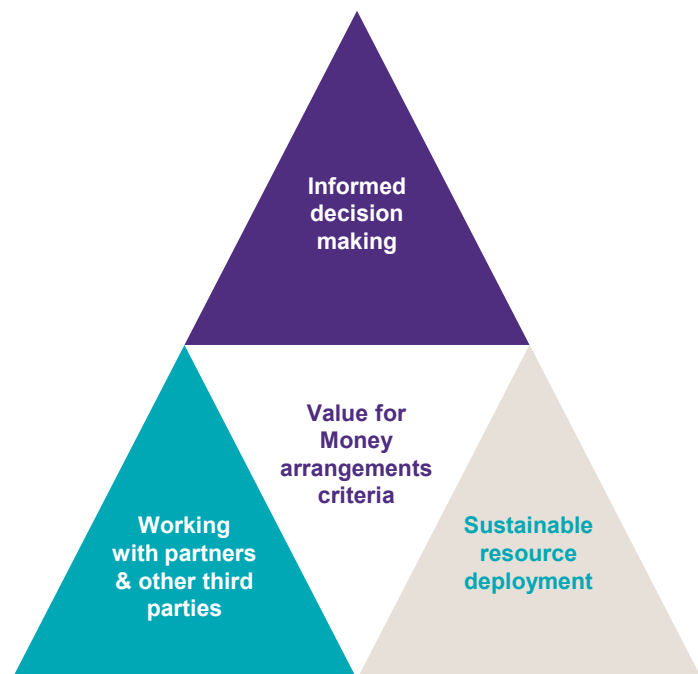 Informed
decision
making
Value for
Money
arrangements
criteria
Working
with partners
& other third
parties
Sustainable
resource
deployment